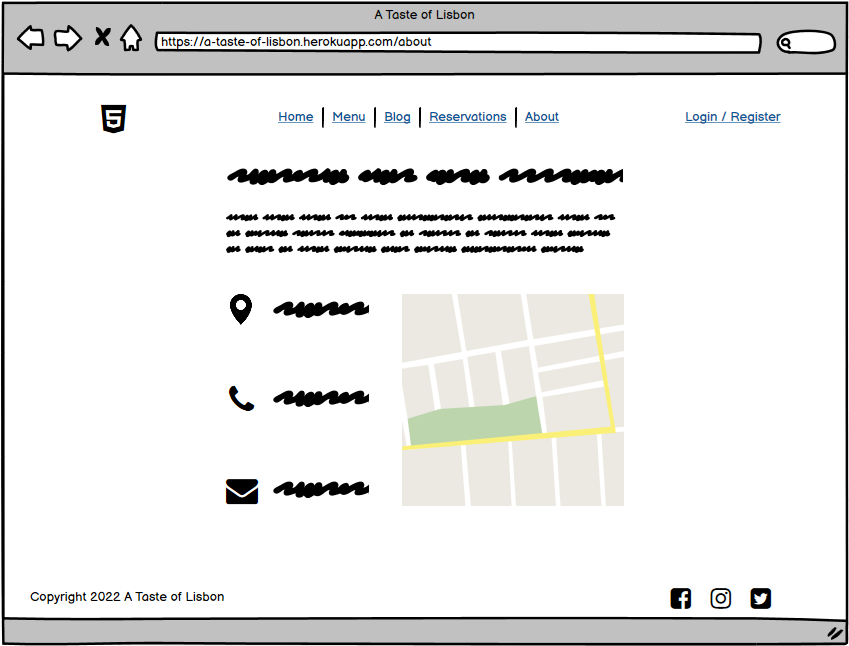 A Taste of Lisbon
https://a-taste-of-lisbon.herokuapp.com/about
Home | Menu | Blog | Reservations | About
Login / Register
Copyright 2022 A Taste of Lisbon